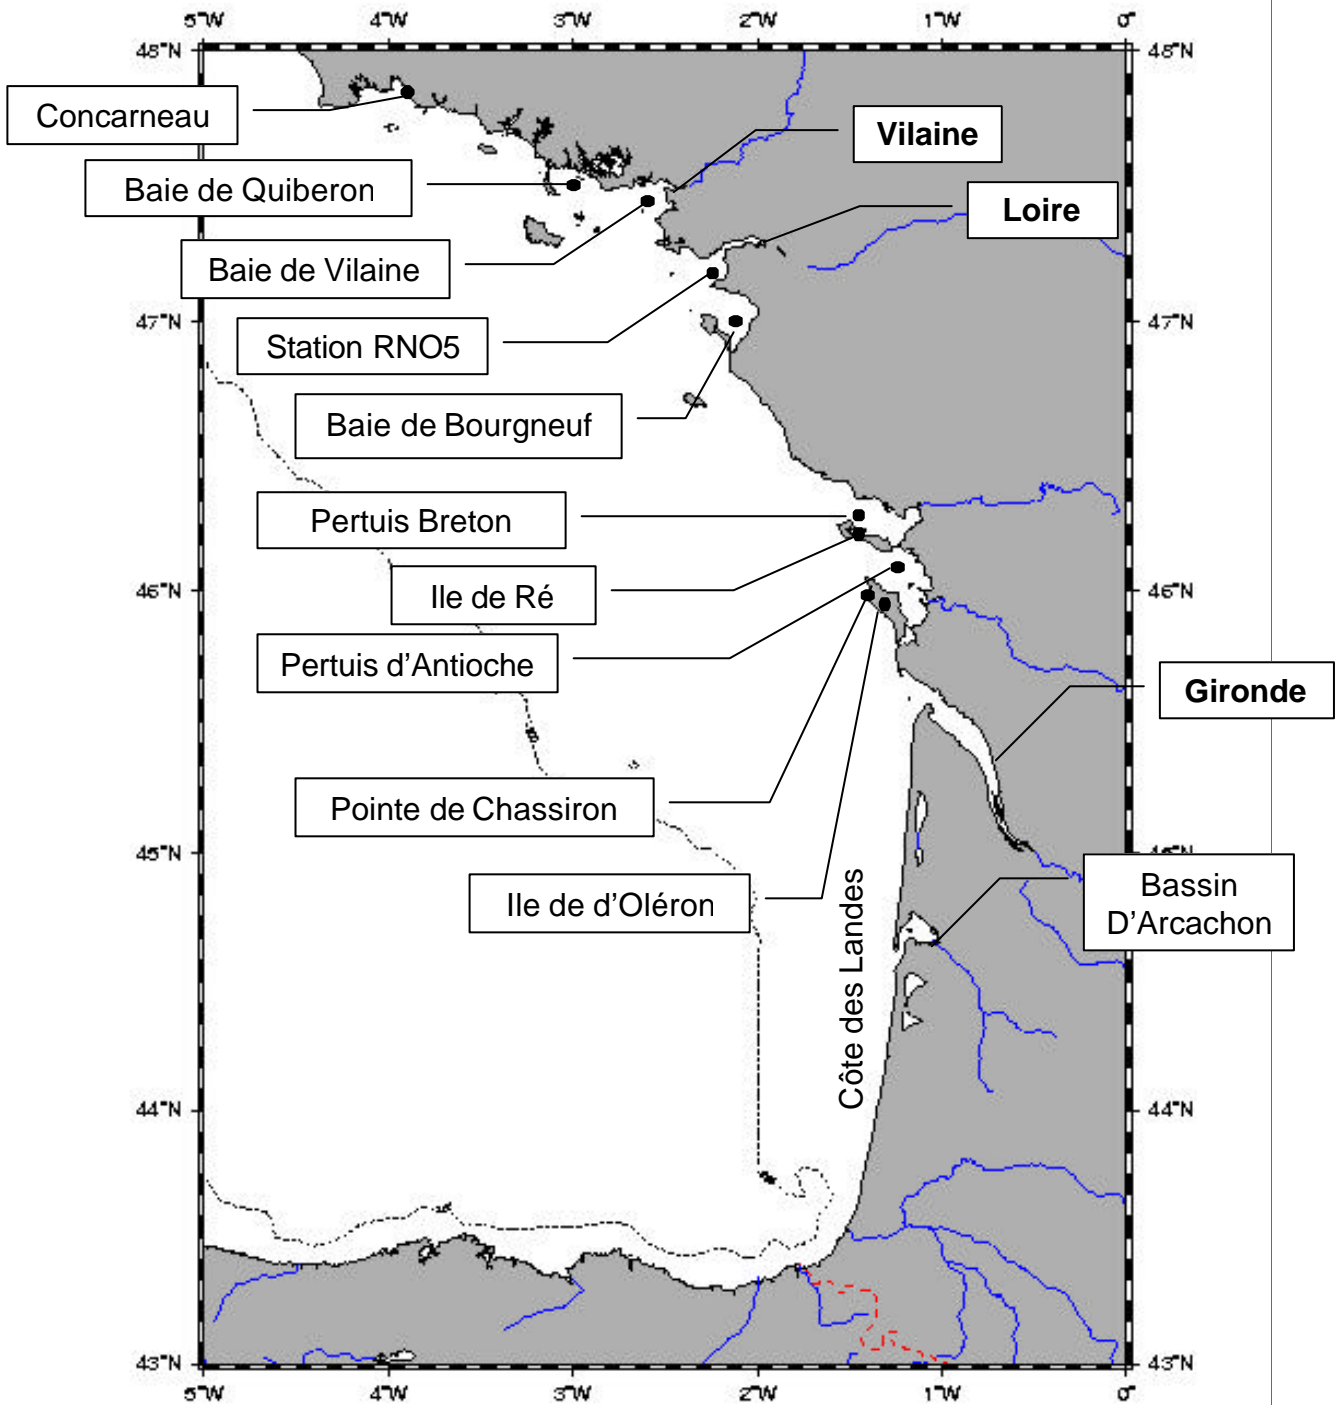 5°W 4°W 3°W 2°W 1°W 0°
48°N 48°N
Concarneau
Vilaine
Baie de Quiberon
Loire
Baie de Vilaine
47°N 47°N
Station RNO5
Baie de Bourgneuf
Pertuis Breton
Ile de Ré
46°N 46°N
Pertuis d'Antioche
Gironde
Pointe de Chassiron
45°N 45°N
Ile de d'Oléron
Bassin
D'Arcachon
Côte des Landes
44°N 44°N
43°N 43°N
5°W 4°W 3°W 2°W 1°W 0°